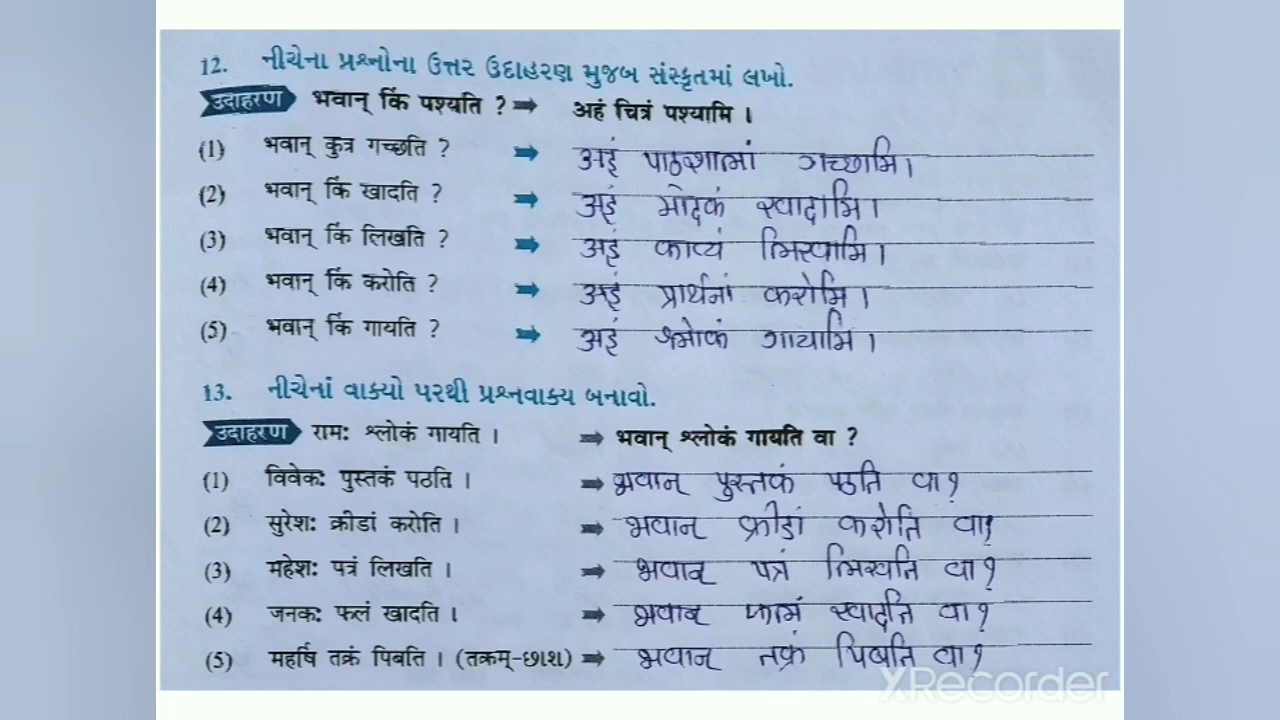 12. નીચેના પ્રશ્નોના ઉત્તર ઉદાહરણ મુજબ સંસ્કૃતમાં લખો.
उदाहरण भवान् किं पश्यति ? ➡ अहं चित्रं पश्यामि ।
(1) भवान् कुत्र गच्छति ? ➡ अहं पाठशालां गच्छामि ।
(2) भवान् किं खादति ? ➡ अहं मोदकं खादामि ।
(3) भवान् किं लिखति ? ➡ अहं काव्यं लिखामि ।
(4) भवान् किं करोति ? ➡ अहं प्रार्थनां करोमि ।
(5) भवान् किं गायति ? ➡ अहं श्लोकं गायामि ।
13. નીચેનાં વાક્યો પરથી પ્રશ્નવાક્ય બનાવો.
उदाहरण रामः श्लोकं गायति । ➡ भवान् श्लोकं गायति वा ?
(1) विवेकः पुस्तकं पठति । ➡ भवान् पुस्तकं पठति वा ?
(2) सुरेशः क्रीडां करोति । ➡ भवान् क्रीडां करोति वा ?
(3) महेशः पत्रं लिखति । ➡ भवान् पत्रं लिखति वा ?
(4) जनकः फलं खादति । ➡ भवान् फलं खादति वा ?
(5) महर्षि तक्रं पिबति । (तक्रम्-છાશ) ➡ भवान् तक्रं पिबति वा ?
XRecorder